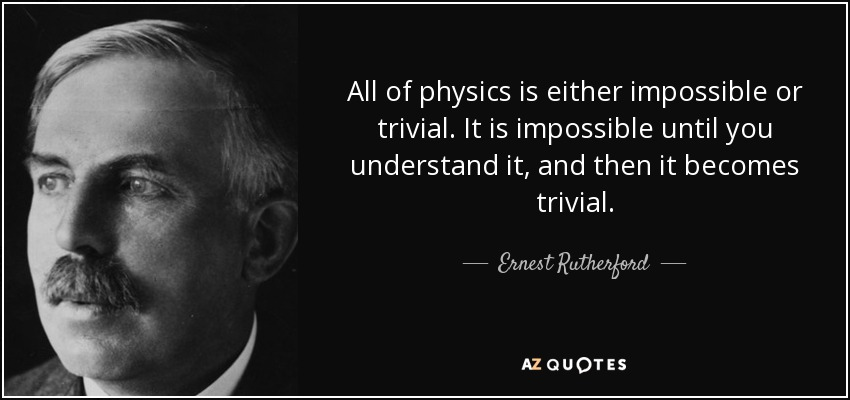 All of physics is either impossible or
trivial. It is impossible until you
understand it, and then it becomes
trivial.
Ernest Rutherford
AZ QUOTES